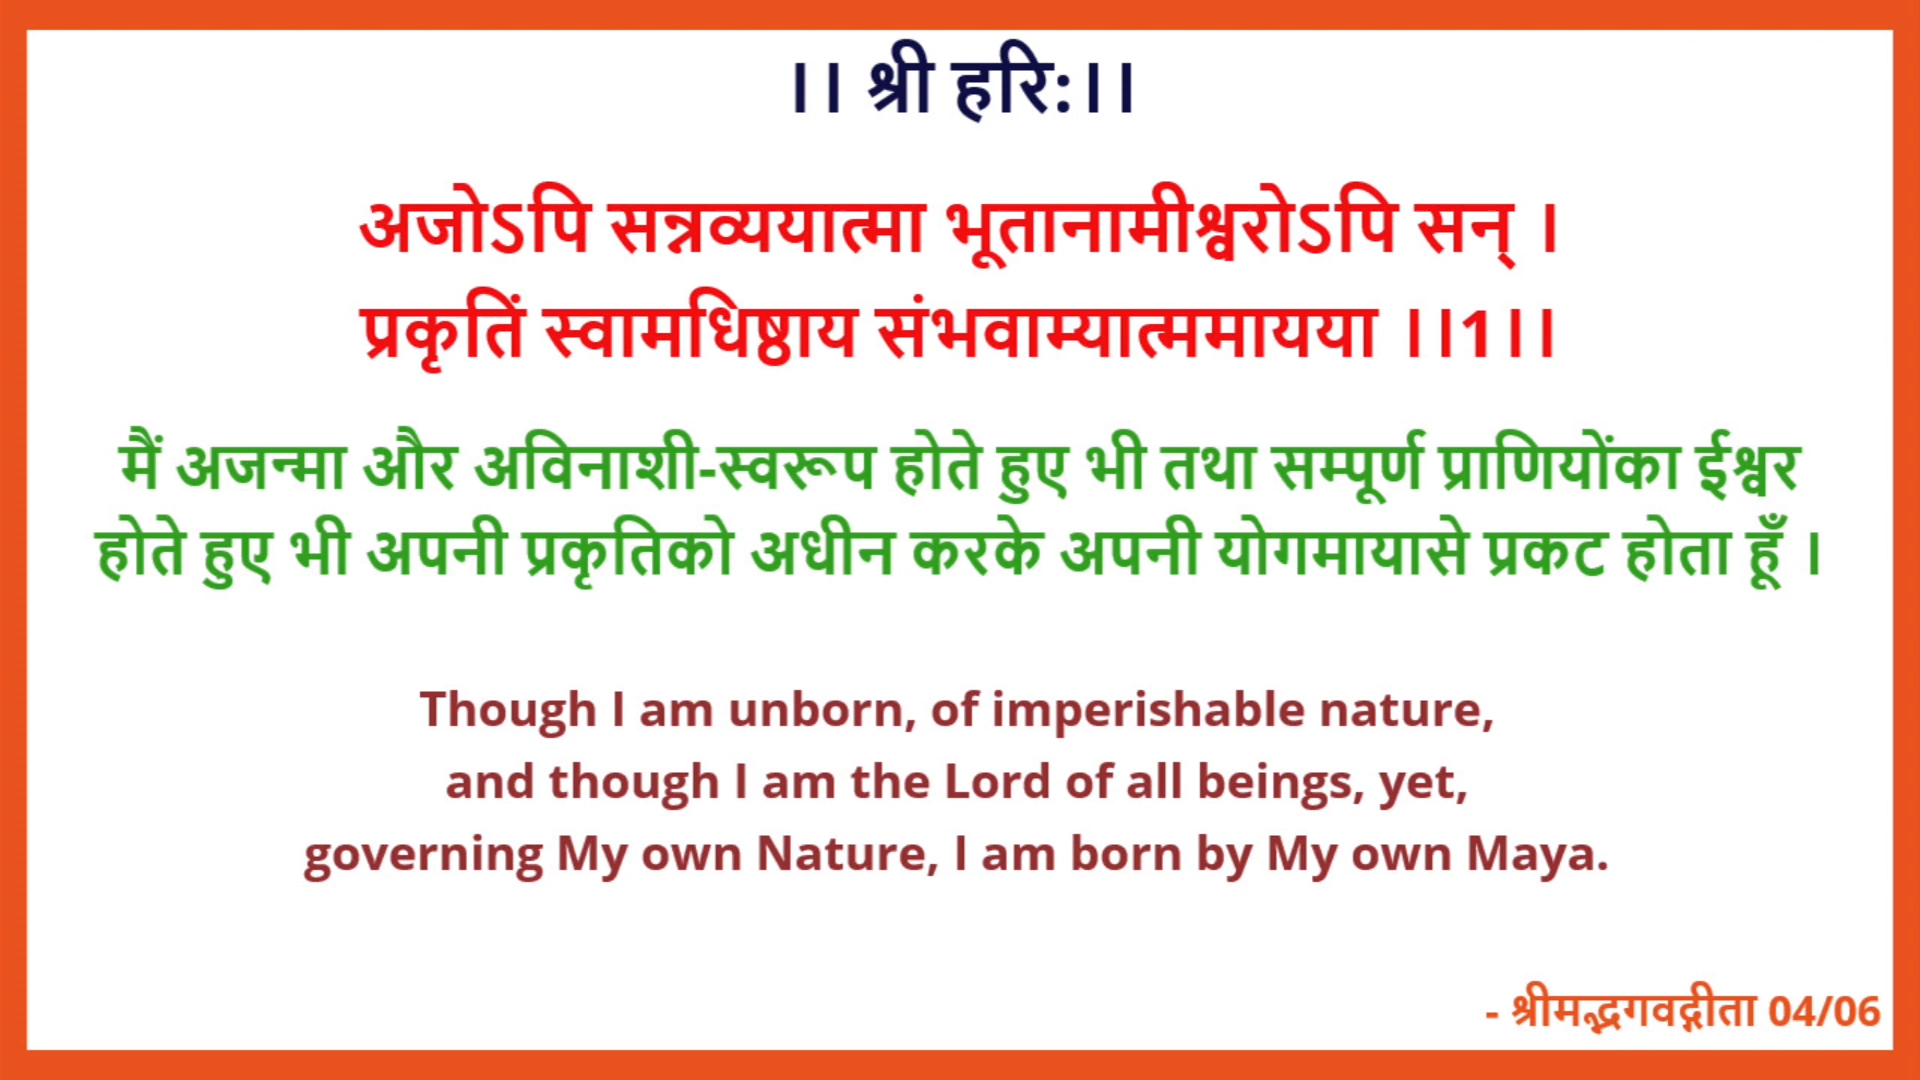 ।। श्री हरि:।।
अजोऽपि सन्नव्ययात्मा भूतानामीश्वरोऽपि सन् ।
प्रकृतिं स्वामधिष्ठाय संभवाम्यात्ममायया ।।1।।
मैं अजन्मा और अविनाशी-स्वरूप होते हुए भी तथा सम्पूर्ण प्राणियोंका ईश्वर
होते हुए भी अपनी प्रकृतिको अधीन करके अपनी योगमायासे प्रकट होता हूँ ।
Though I am unborn, of imperishable nature,
and though I am the Lord of all beings, yet,
governing My own Nature, I am born by My own Maya.
- श्रीमद्भगवद्गीता 04/06